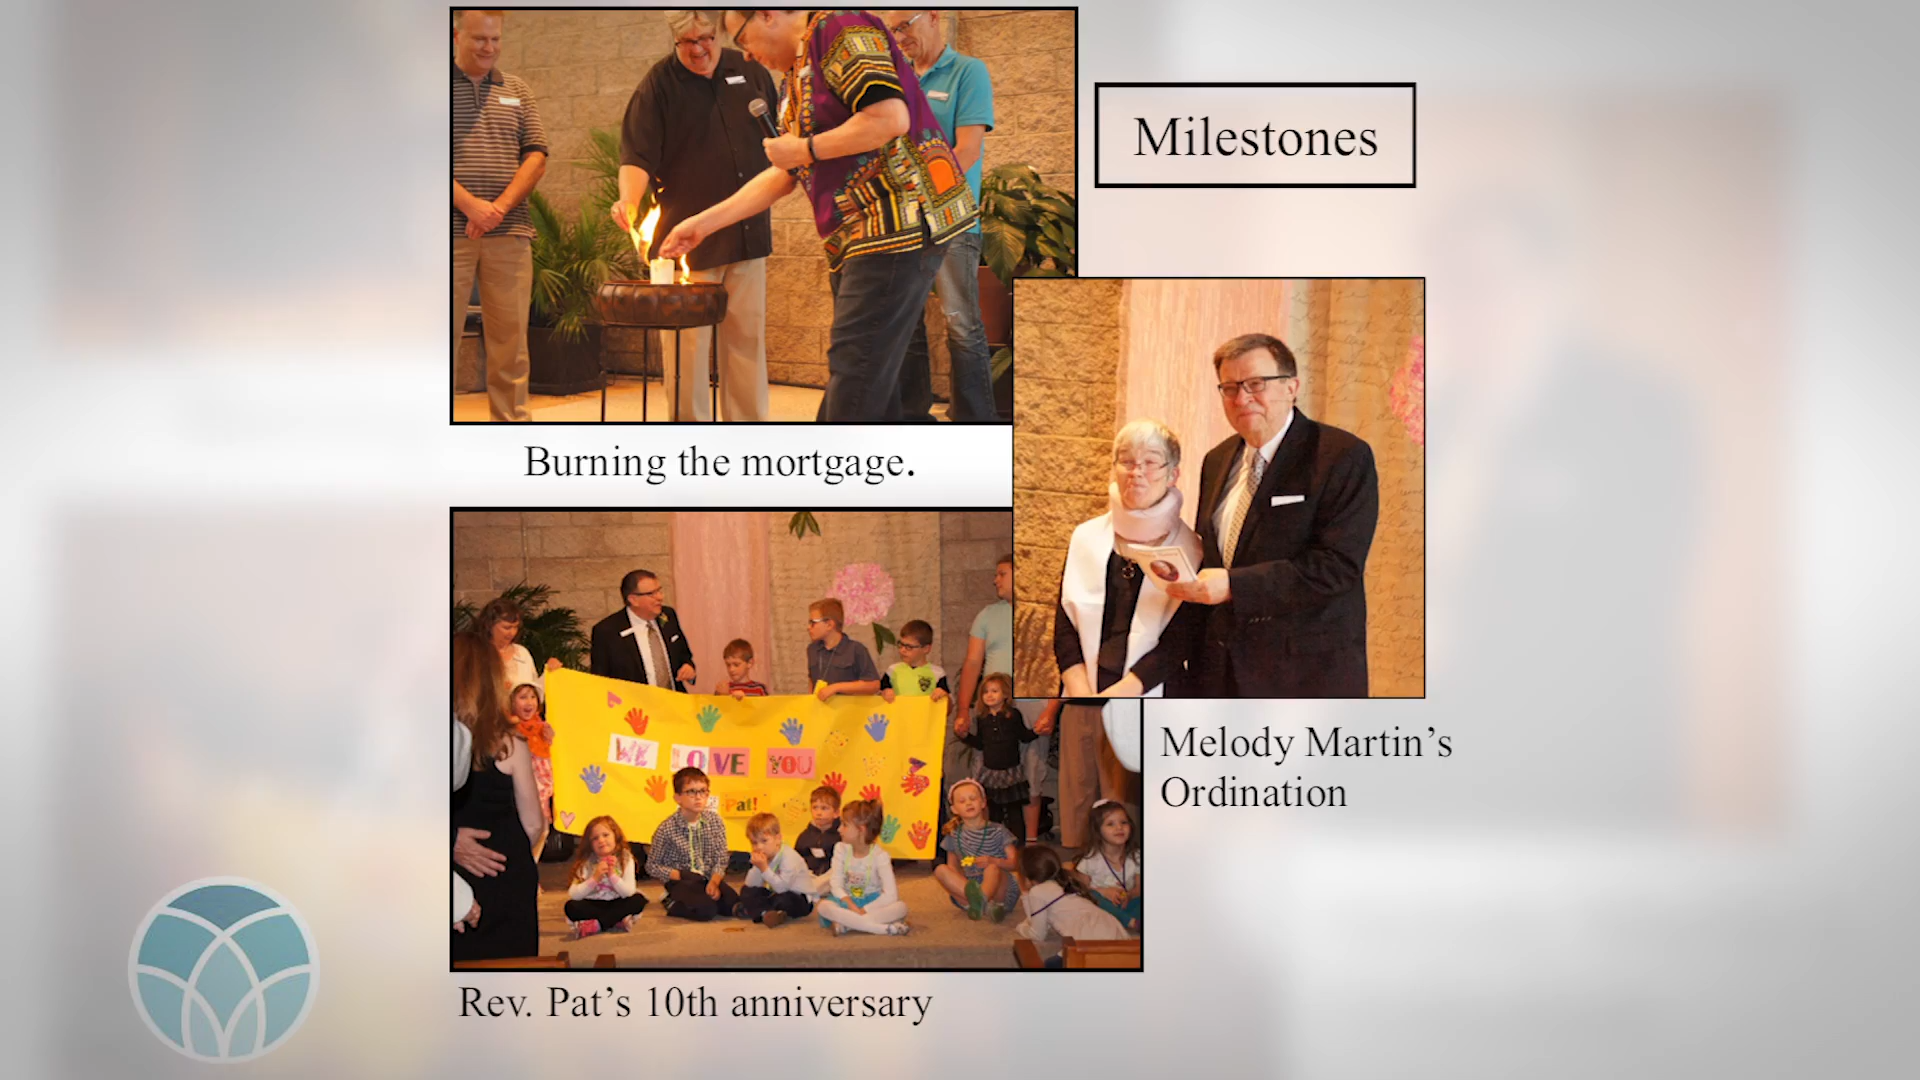 Milestones
Burning the mortgage.
WE LOVE YOU
Pat!
Melody Martin’s
Ordination
Rev. Pat’s 10th anniversary